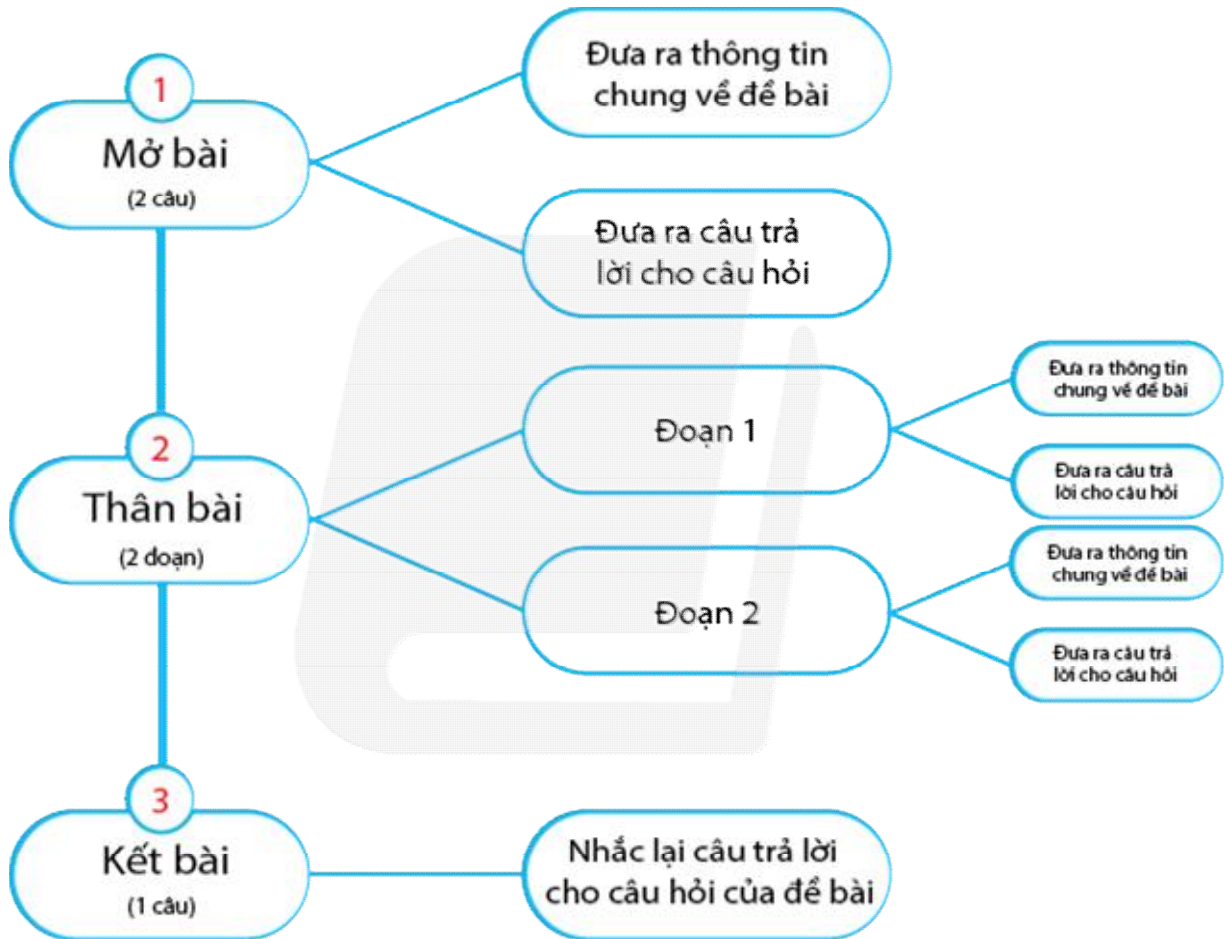 1
Mở bài
(2 câu)
Đưa ra thông tin
chung về đề bài
Đưa ra câu trả
lời cho câu hỏi
2
Thân bài
(2 đoạn)
Đoạn 1
Đưa ra thông tin
chung về đề bài
Đưa ra câu trả
lời cho câu hỏi
Đoạn 2
Đưa ra thông tin
chung về đề bài
Đưa ra câu trả
lời cho câu hỏi
3
Kết bài
(1 câu)
Nhắc lại câu trả lời
cho câu hỏi của đề bài